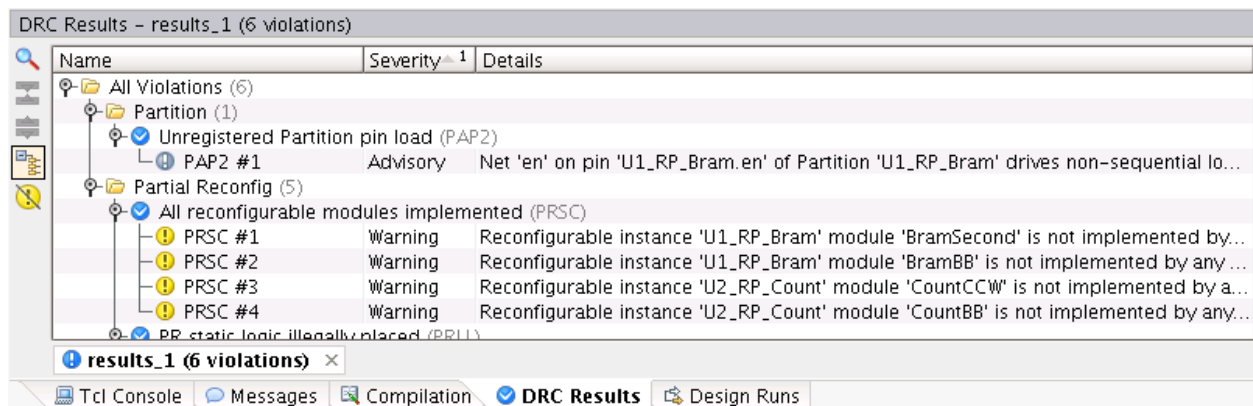 DRC Results - results_1 (6 violations)
Name Severity 1 Details
All Violations (6)
Partition (1)
Unregistered Partition pin load (PAP2)
PAP2 #1 Advisory Net 'en' on pin 'U1_RP_Bram.en' of Partition 'U1_RP_Bram' drives non-sequential lo...
Partial Reconfig (5)
All reconfigurable modules implemented (PRSC)
PRSC #1 Warning Reconfigurable instance 'U1_RP_Bram' module 'BramSecond' is not implemented by...
PRSC #2 Warning Reconfigurable instance 'U1_RP_Bram' module 'BramBB' is not implemented by any ...
PRSC #3 Warning Reconfigurable instance 'U2_RP_Count' module 'CountCCW' is not implemented by a...
PRSC #4 Warning Reconfigurable instance 'U2_RP_Count' module 'CountBB' is not implemented by any...
PR static logic illegally placed
results_1 (6 violations)
Tcl Console Messages Compilation DRC Results Design Runs